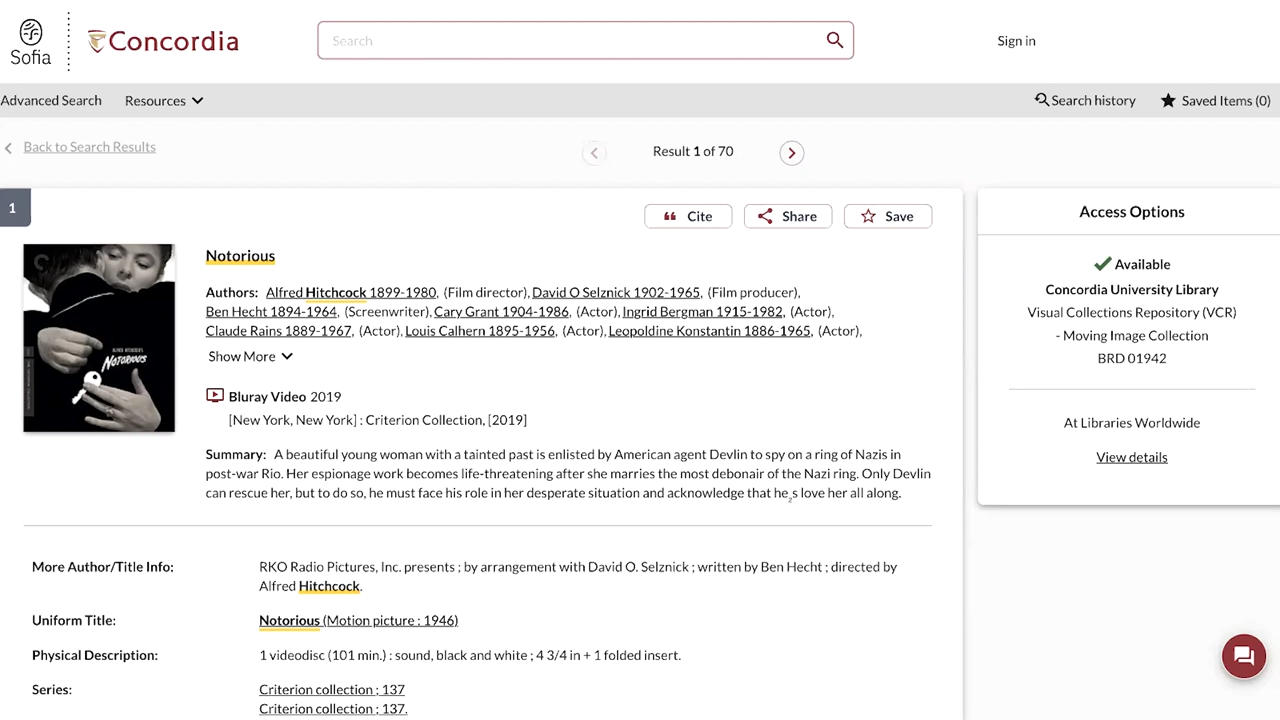 Sofia
Concordia
Search
Sign in
Advanced Search
Resources
Search history
Saved Items (0)
Back to Search Results
Result 1 of 70
1
Cite
Share
Save
Access Options
Notorious
Authors: Alfred Hitchcock 1899-1980, (Film director), David O Selznick 1902-1965, (Film producer),
Ben Hecht 1894-1964, (Screenwriter), Cary Grant 1904-1986, (Actor), Ingrid Bergman 1915-1982, (Actor),
Claude Rains 1889-1967, (Actor), Louis Calhern 1895-1956, (Actor), Leopoldine Konstantin 1886-1965, (Actor),
Show More
ALFRED HITCHCOCK'S
NOTORIOUS
Bluray Video 2019
[New York, New York] : Criterion Collection, [2019]
Summary: A beautiful young woman with a tainted past is enlisted by American agent Devlin to spy on a ring of Nazis in
post-war Rio. Her espionage work becomes life-threatening after she marries the most debonair of the Nazi ring. Only Devlin
can rescue her, but to do so, he must face his role in her desperate situation and acknowledge that he₂s love her all along.
Available
Concordia University Library
Visual Collections Repository (VCR)
- Moving Image Collection
BRD 01942
At Libraries Worldwide
View details
More Author/Title Info: RKO Radio Pictures, Inc. presents ; by arrangement with David O. Selznick ; written by Ben Hecht ; directed by
Alfred Hitchcock.
Uniform Title: Notorious (Motion picture : 1946)
Physical Description: 1 videodisc (101 min.) : sound, black and white ; 4 3/4 in + 1 folded insert.
Series: Criterion collection ; 137
Criterion collection ; 137.